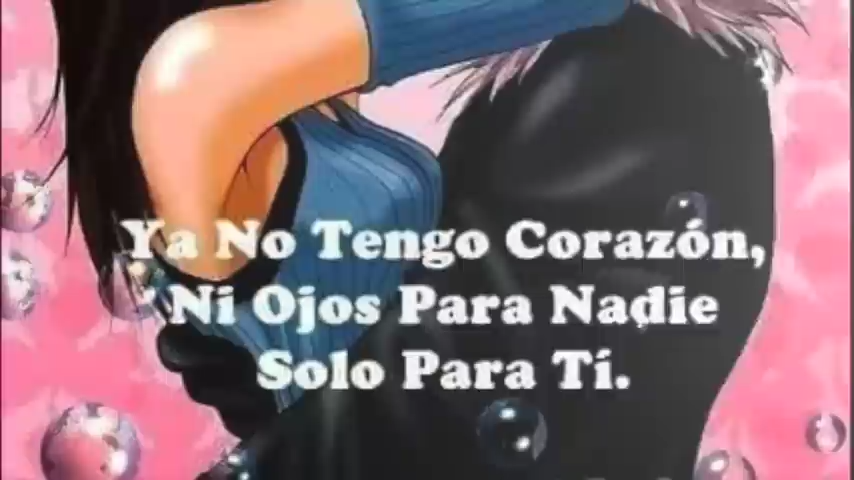 Ya No Tengo Corazón,
Ni Ojos Para Nadie
Solo Para Tí.